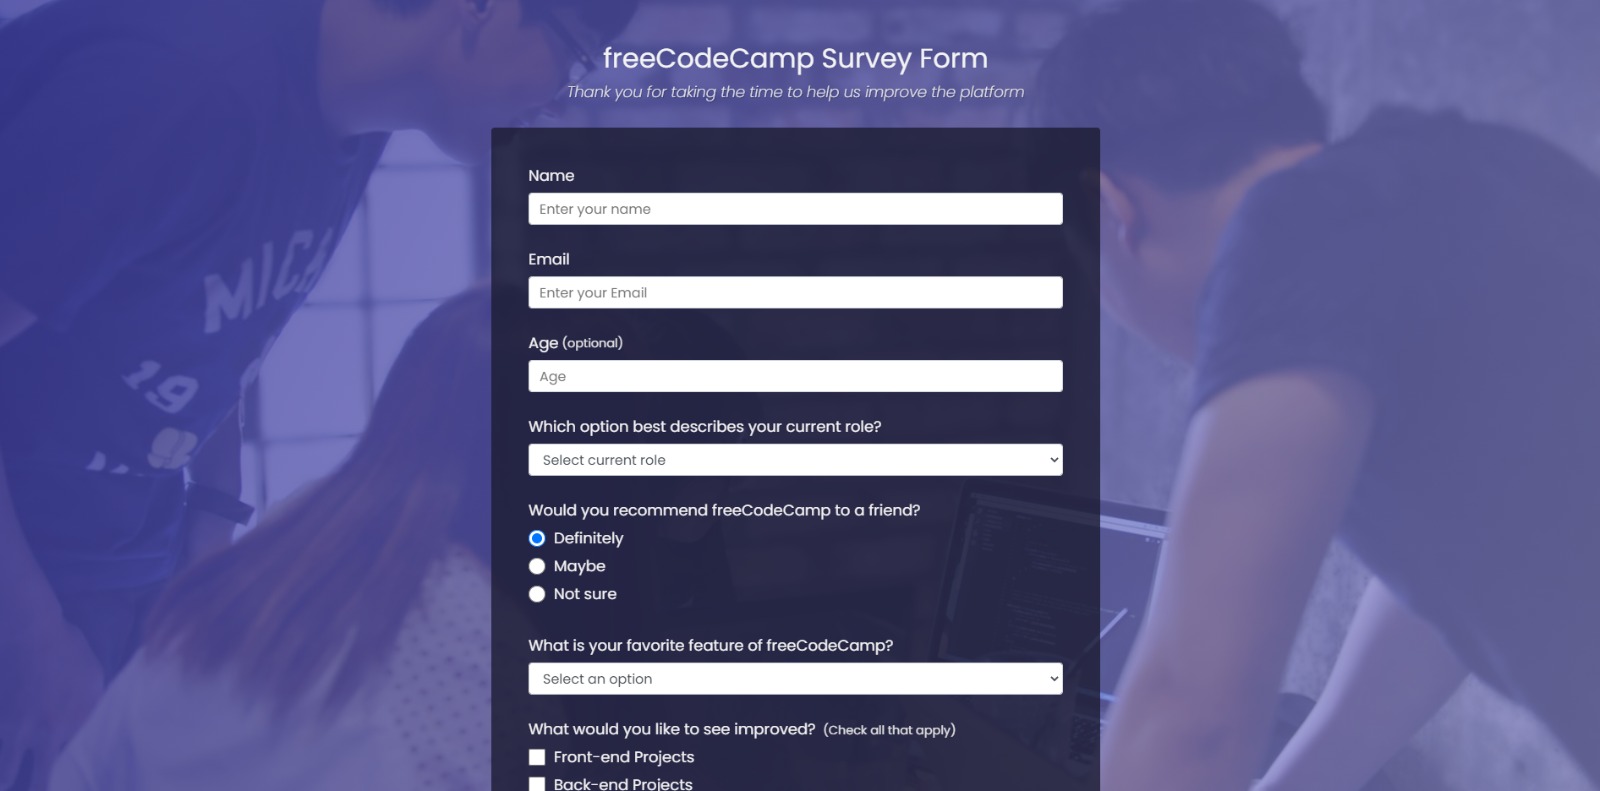 freeCodeCamp Survey Form
Thank you for taking the time to help us improve the platform
Name
Enter your name
Email
Enter your Email
Age (optional)
Age
Which option best describes your current role?
Select current role
Would you recommend freeCodeCamp to a friend?
Definitely
Maybe
Not sure
What is your favorite feature of freeCodeCamp?
Select an option
What would you like to see improved? (Check all that apply)
Front-end Projects
Back-end Projects
MICH
19